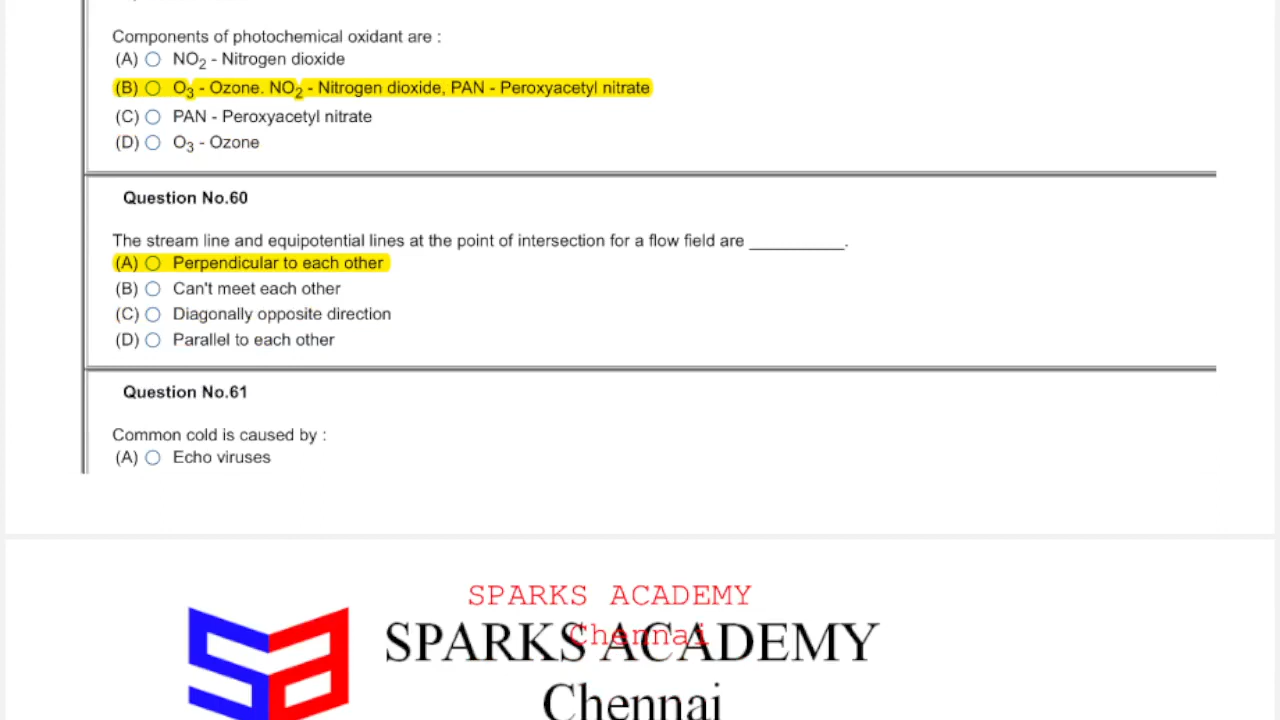 Components of photochemical oxidant are :
(A) NO2 - Nitrogen dioxide
(B) O3 - Ozone. NO2 - Nitrogen dioxide, PAN - Peroxyacetyl nitrate
(C) PAN - Peroxyacetyl nitrate
(D) O3 - Ozone
Question No.60
The stream line and equipotential lines at the point of intersection for a flow field are __________.
(A) Perpendicular to each other
(B) Can't meet each other
(C) Diagonally opposite direction
(D) Parallel to each other
Question No.61
Common cold is caused by :
(A) Echo viruses
SPARKS ACADEMY
Chennai
SPARKS ACADEMY
Chennai